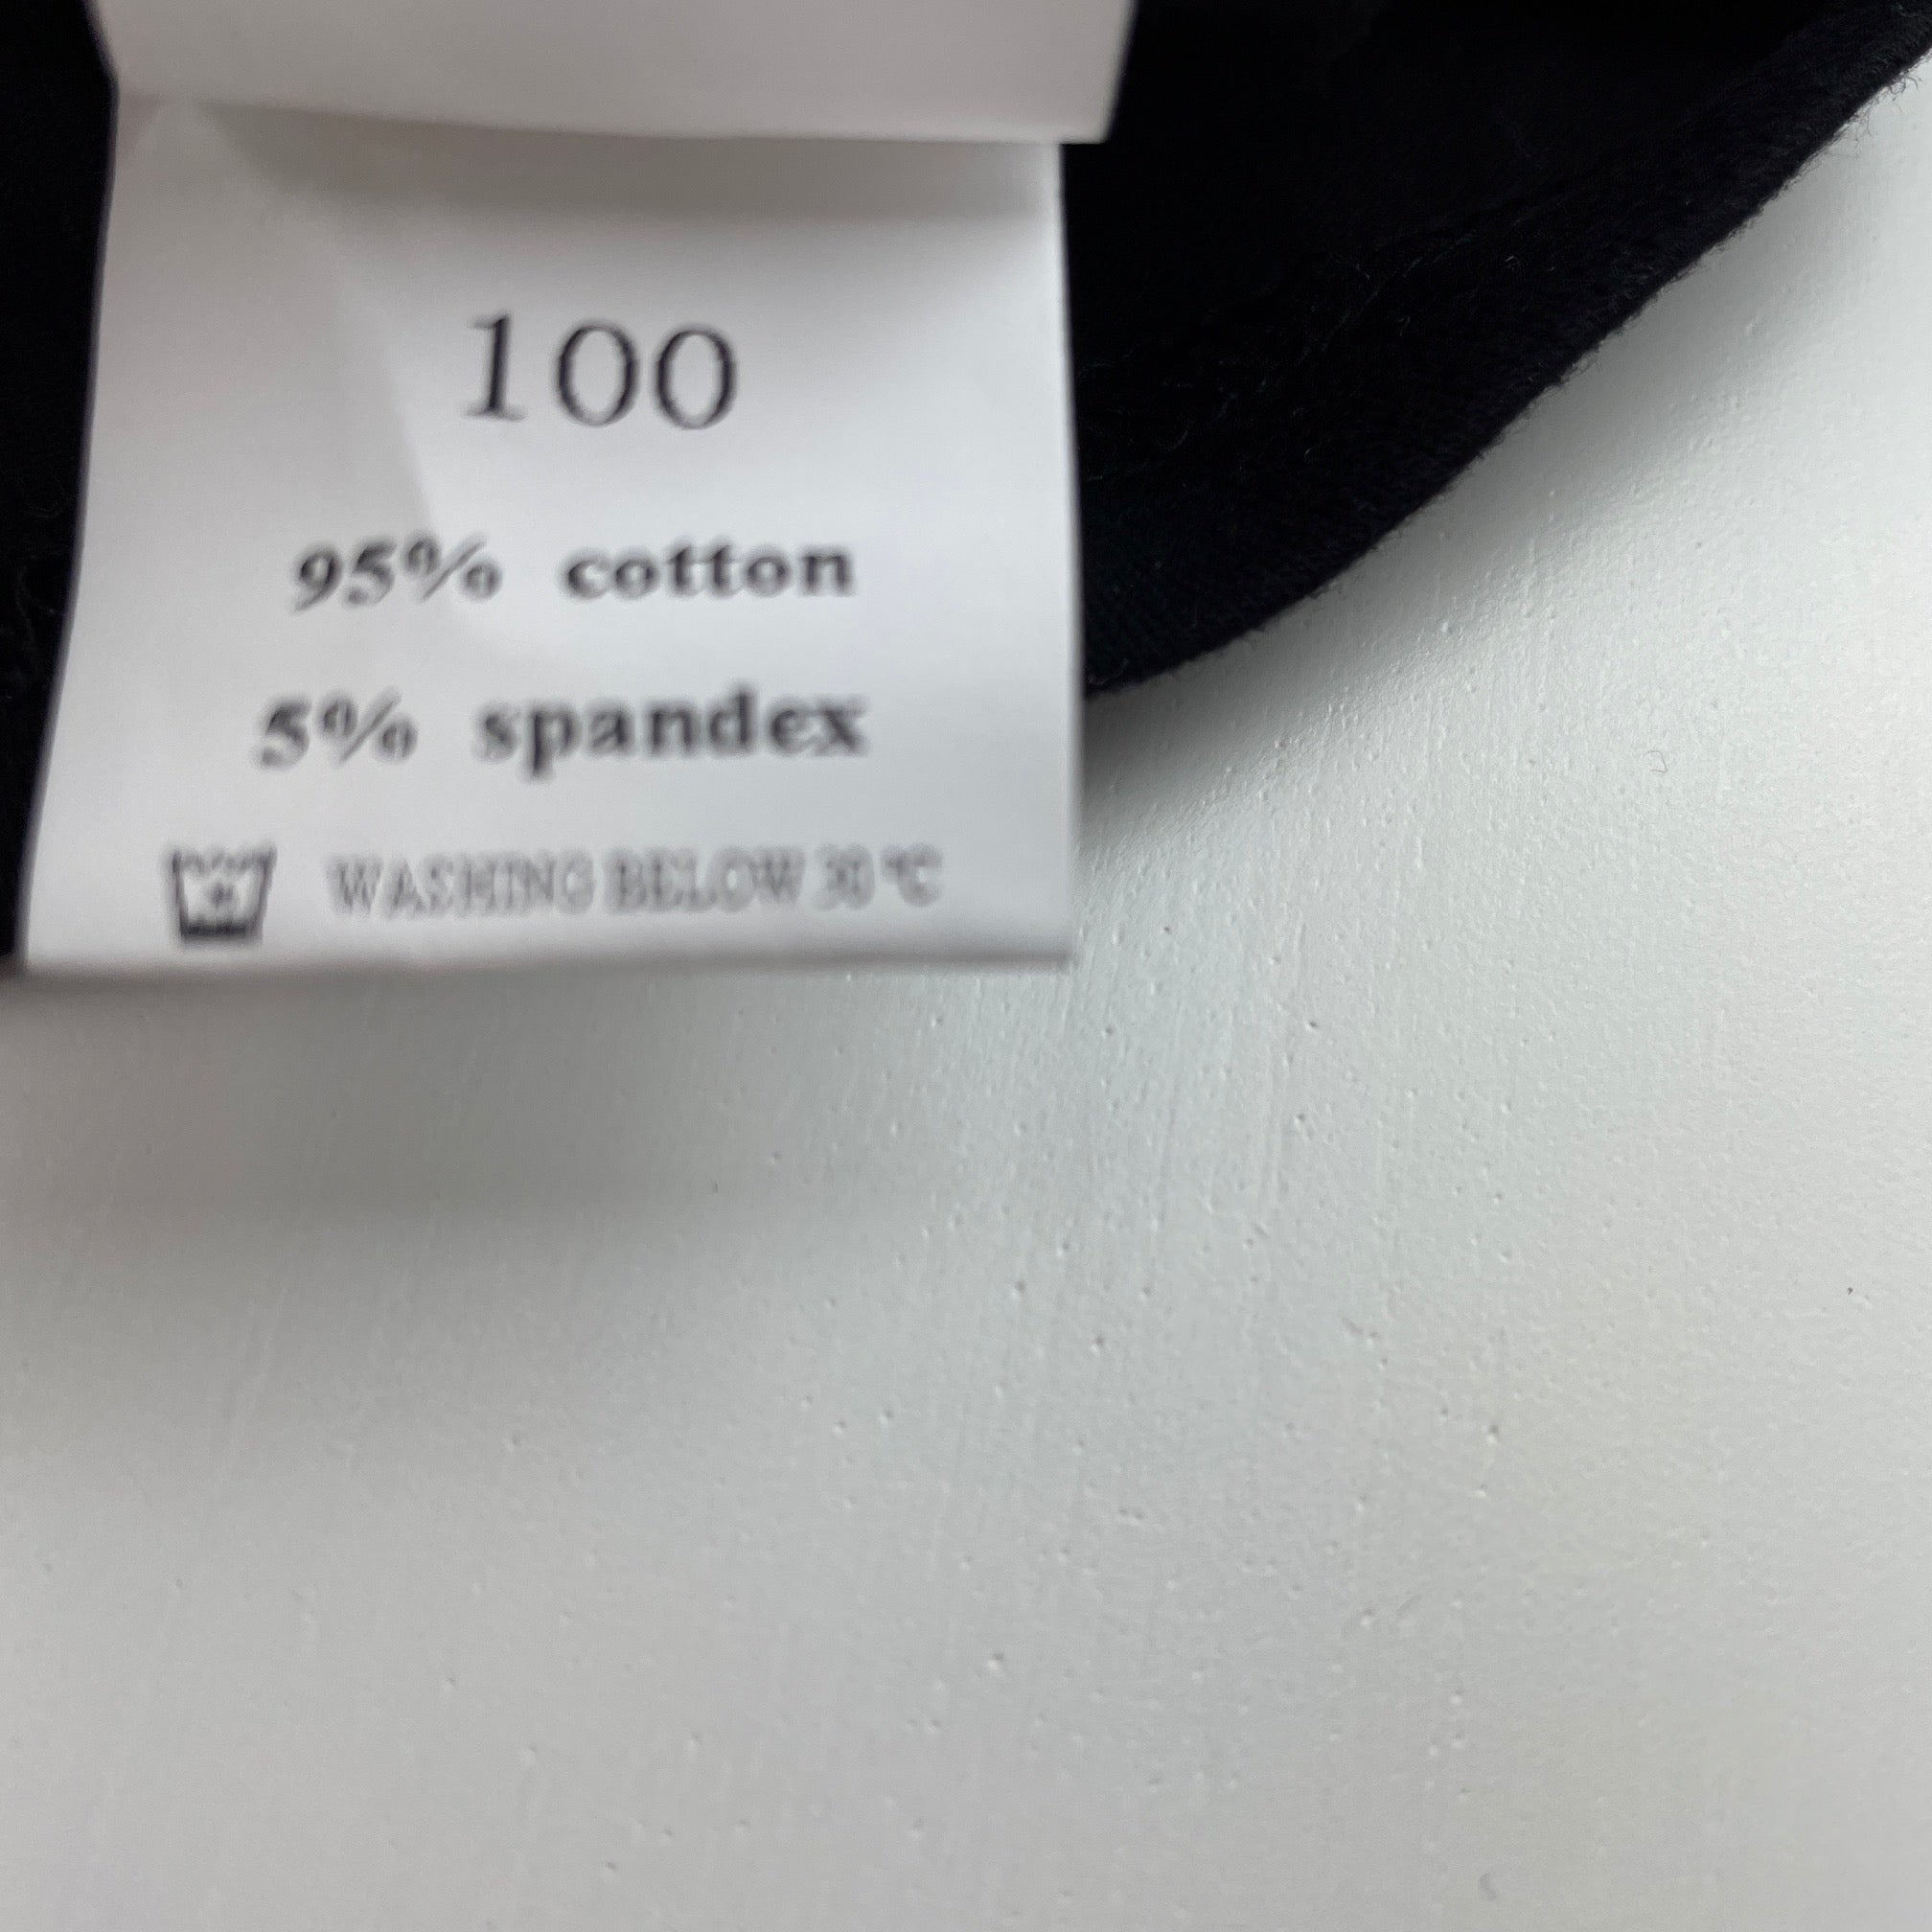 100
95% cotton
5% spandex
WASHING BELOW 30 °C